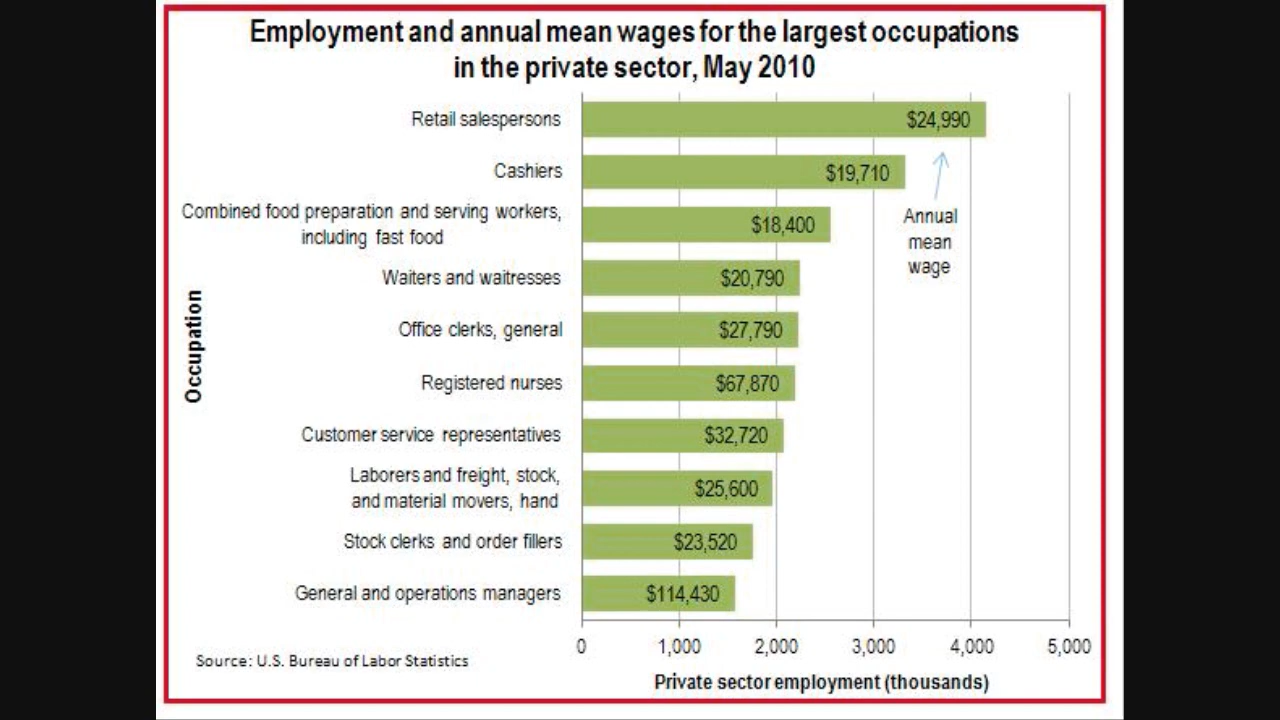 Employment and annual mean wages for the largest occupations
in the private sector, May 2010
Occupation
Retail salespersons
$24,990
Cashiers
$19,710
Annual
mean
wage
Combined food preparation and serving workers,
including fast food
$18,400
Waiters and waitresses
$20,790
Office clerks, general
$27,790
Registered nurses
$67,870
Customer service representatives
$32,720
Laborers and freight, stock,
and material movers, hand
$25,600
Stock clerks and order fillers
$23,520
General and operations managers
$114,430
0 1,000 2,000 3,000 4,000 5,000
Private sector employment (thousands)
Source: U.S. Bureau of Labor Statistics